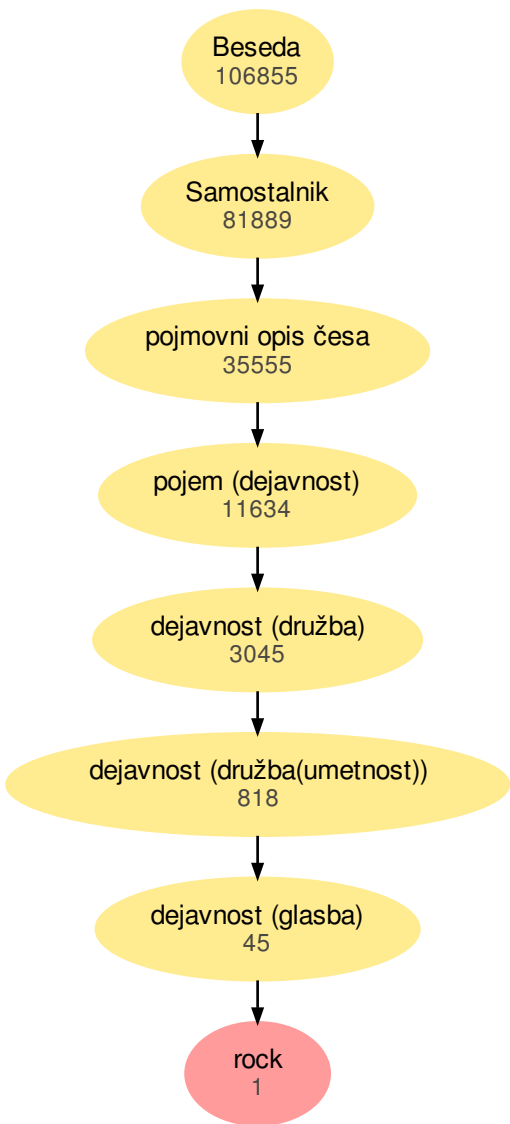 Beseda
106855
Samostalnik
81889
pojmovni opis česa
35555
pojem (dejavnost)
11634
dejavnost (družba)
3045
dejavnost (družba(umetnost))
818
dejavnost (glasba)
45
rock
1